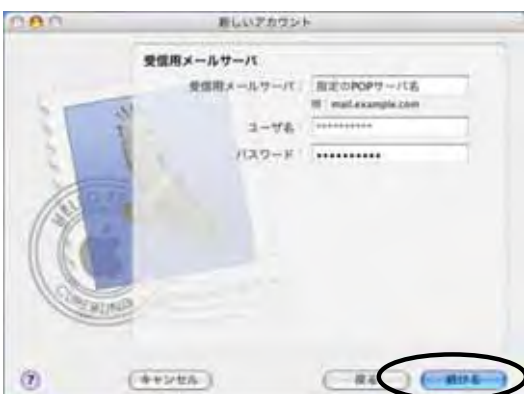 新しいアカウント
受信用メールサーバ
受信用メールサーバ： 指定のPOPサーバ名
例：mail.example.com
ユーザ名： **********
パスワード： ••••••••••
HELLO FROM
CUPERTINO
? キャンセル 戻る 続ける